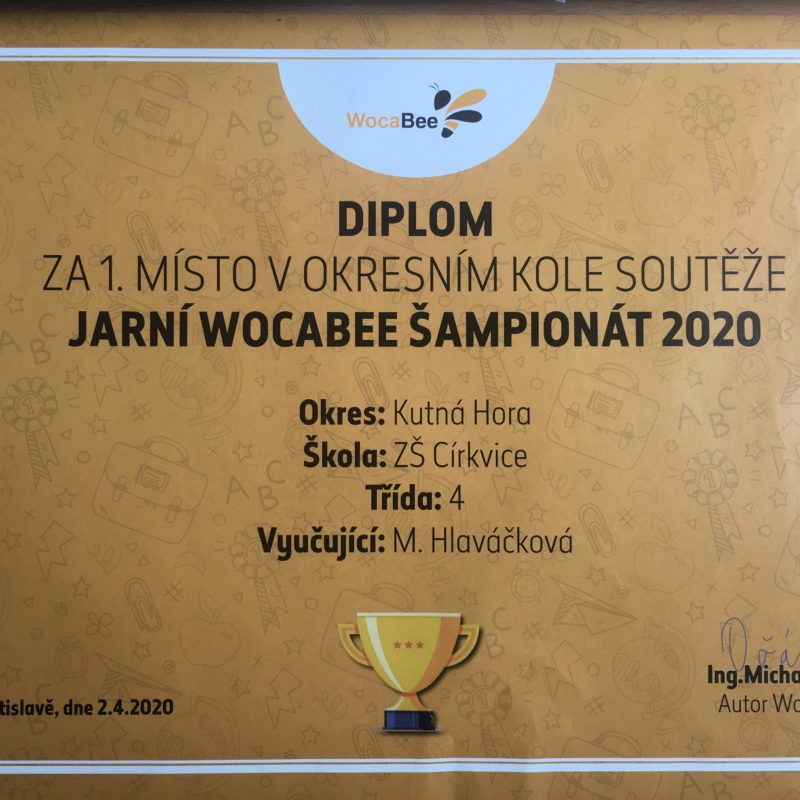 WocaBee
DIPLOM
ZA 1. MÍSTO V OKRESNÍM KOLE SOUTĚŽE
JARNÍ WOCABEE ŠAMPIONÁT 2020
Okres: Kutná Hora
Škola: ZŠ Církvice
Třída: 4
Vyučující: M. Hlaváčková
tislavě, dne 2.4.2020
Ing.Micha
Autor Wo